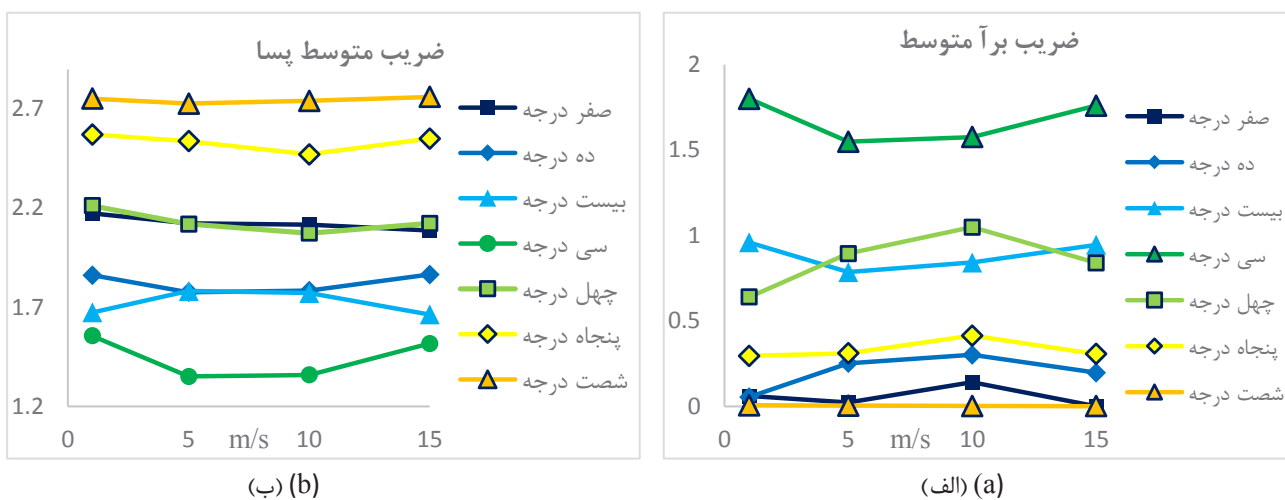 ضریب برآ متوسط
2
1.5
1
0.5
0
0 5 10 15
m/s
صفر درجه
ده درجه
بیست درجه
سی درجه
چهل درجه
پنجاه درجه
شصت درجه
(a) (الف)
ضریب متوسط پسا
2.7
2.2
1.7
1.2
0 5 10 15
m/s
صفر درجه
ده درجه
بیست درجه
سی درجه
چهل درجه
پنجاه درجه
شصت درجه
(b) (ب)